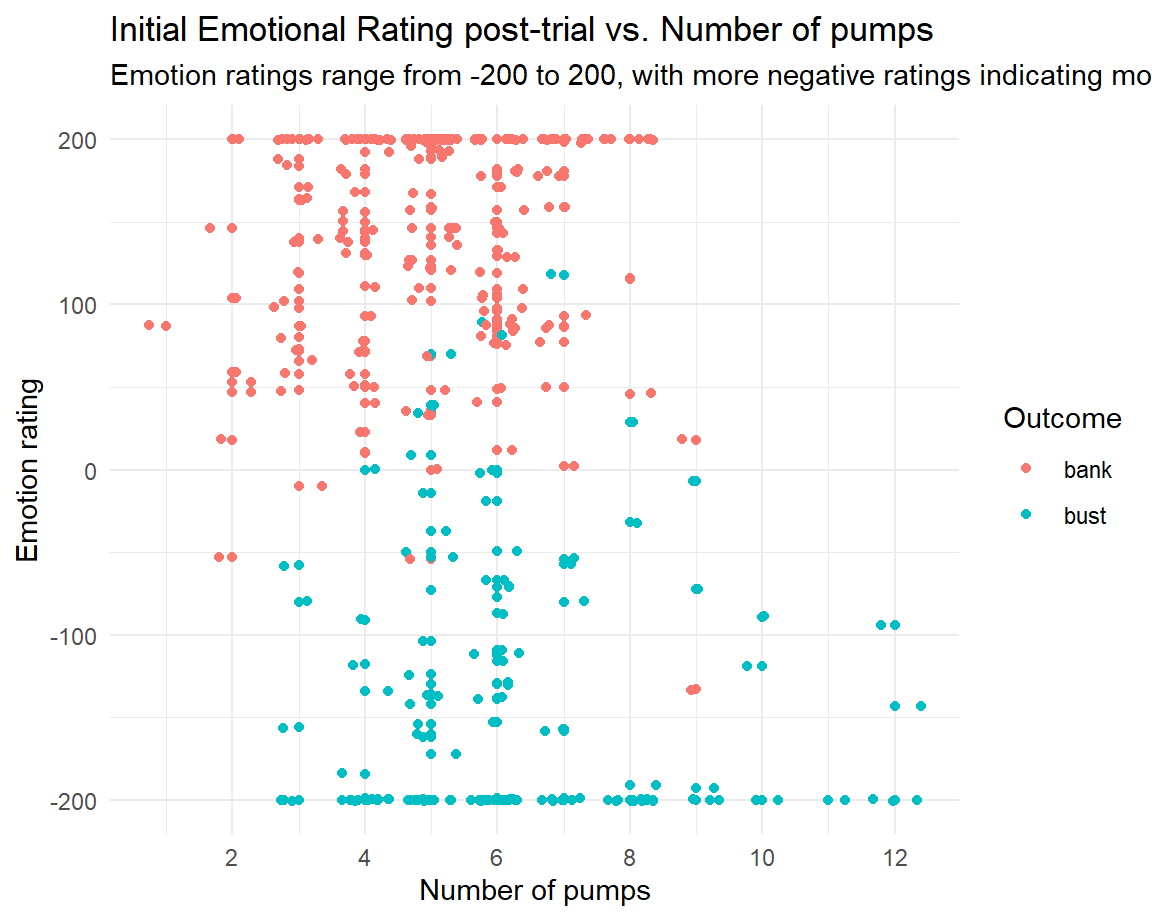 Initial Emotional Rating post-trial vs. Number of pumps
Emotion ratings range from -200 to 200, with more negative ratings indicating mo
200
100
0
-100
-200
Emotion rating
2 4 6 8 10 12
Number of pumps
Outcome
bank
bust